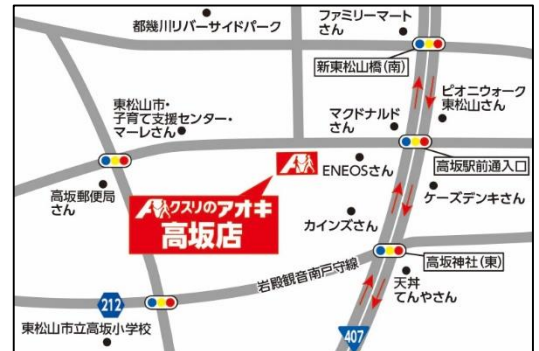 都幾川リバーサイドパーク
ファミリーマート
さん
新東松山橋(南)
ピオニウォーク
東松山さん
東松山市・
子育て支援センター・
マーレさん
マクドナルド
さん
高坂駅前通入口
ENEOSさん
高坂郵便局
さん
クスリのアオキ
高坂店
ケーズデンキさん
カインズさん
高坂神社(東)
岩殿観音南戸守線
天丼
てんやさん
212
東松山市立高坂小学校
407